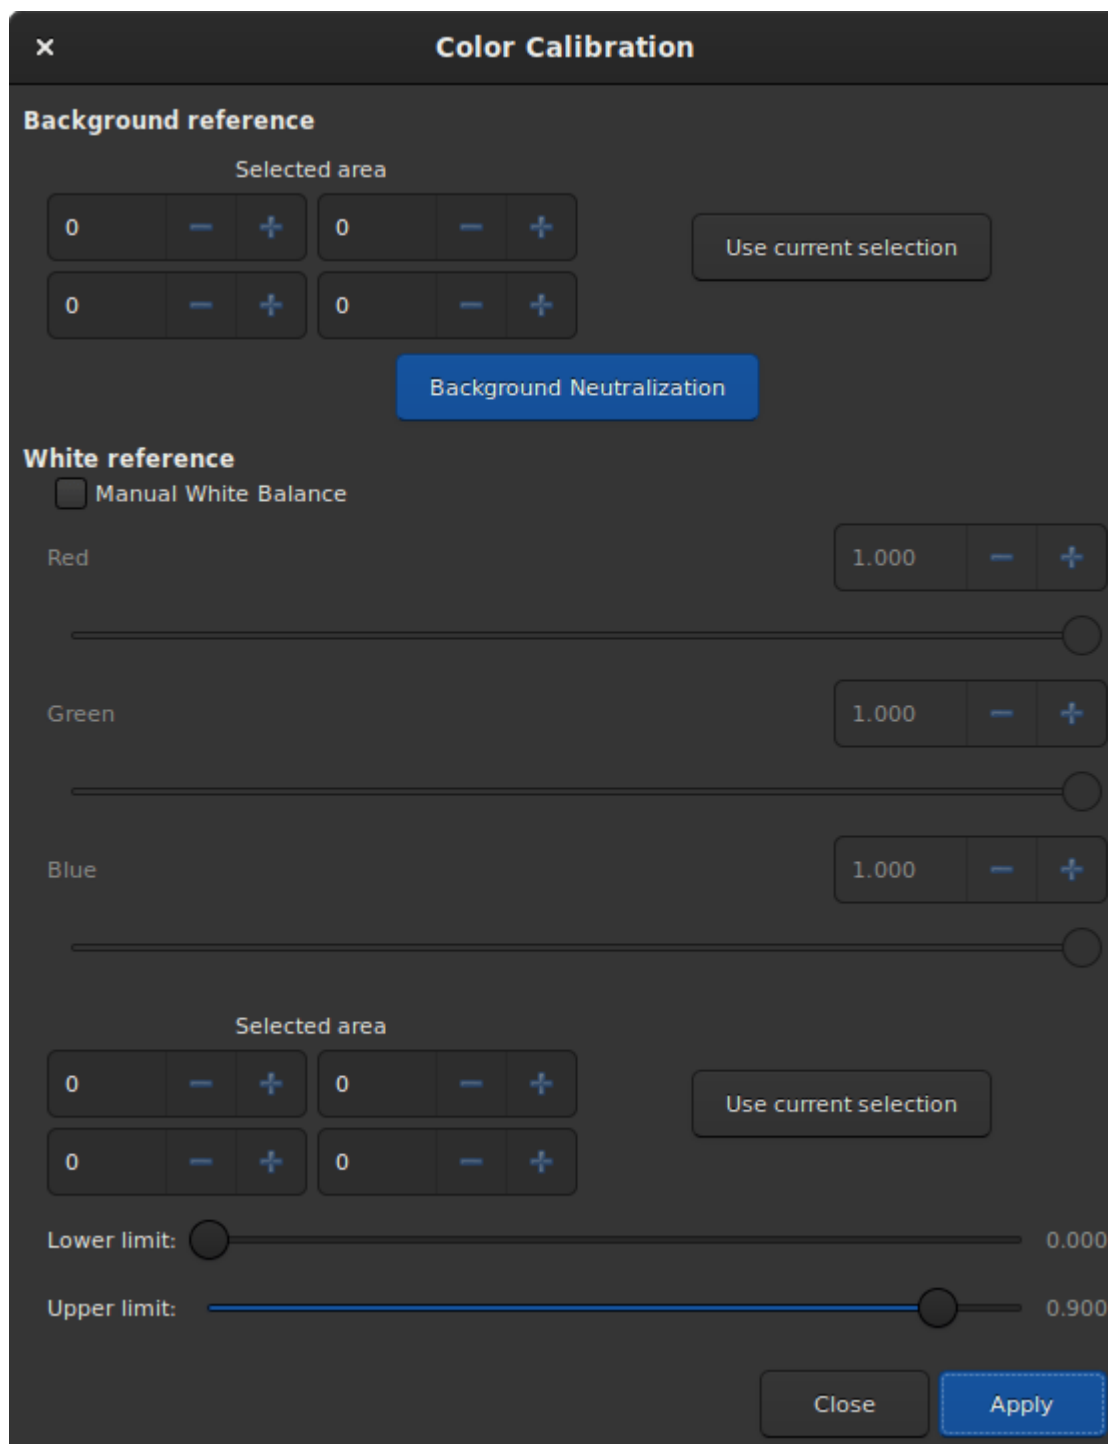 Color Calibration
Background reference
Selected area
0 0
Use current selection
0 0
Background Neutralization
White reference
Manual White Balance
Red 1.000
Green 1.000
Blue 1.000
Selected area
0 0
Use current selection
0 0
Lower limit: 0.000
Upper limit: 0.900
Close Apply